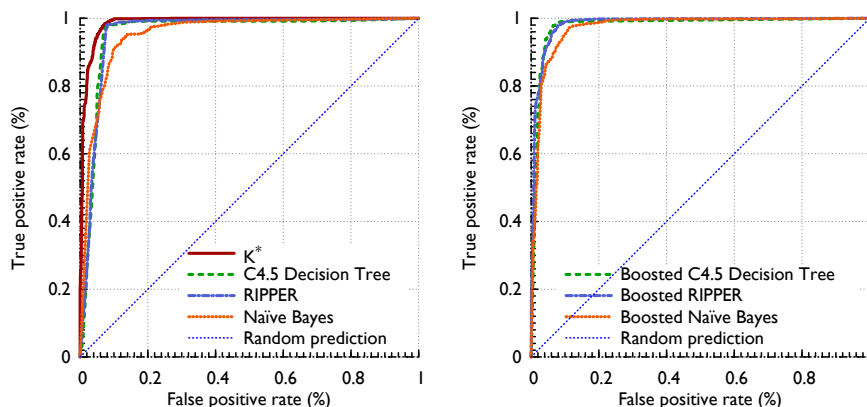 1
0.8
0.6
0.4
0.2
0
True positive rate (%)
K*
C4.5 Decision Tree
RIPPER
Naïve Bayes
Random prediction
0 0.2 0.4 0.6 0.8 1
False positive rate (%)
1
0.8
0.6
0.4
0.2
0
True positive rate (%)
Boosted C4.5 Decision Tree
Boosted RIPPER
Boosted Naïve Bayes
Random prediction
0 0.2 0.4 0.6 0.8
False positive rate (%)